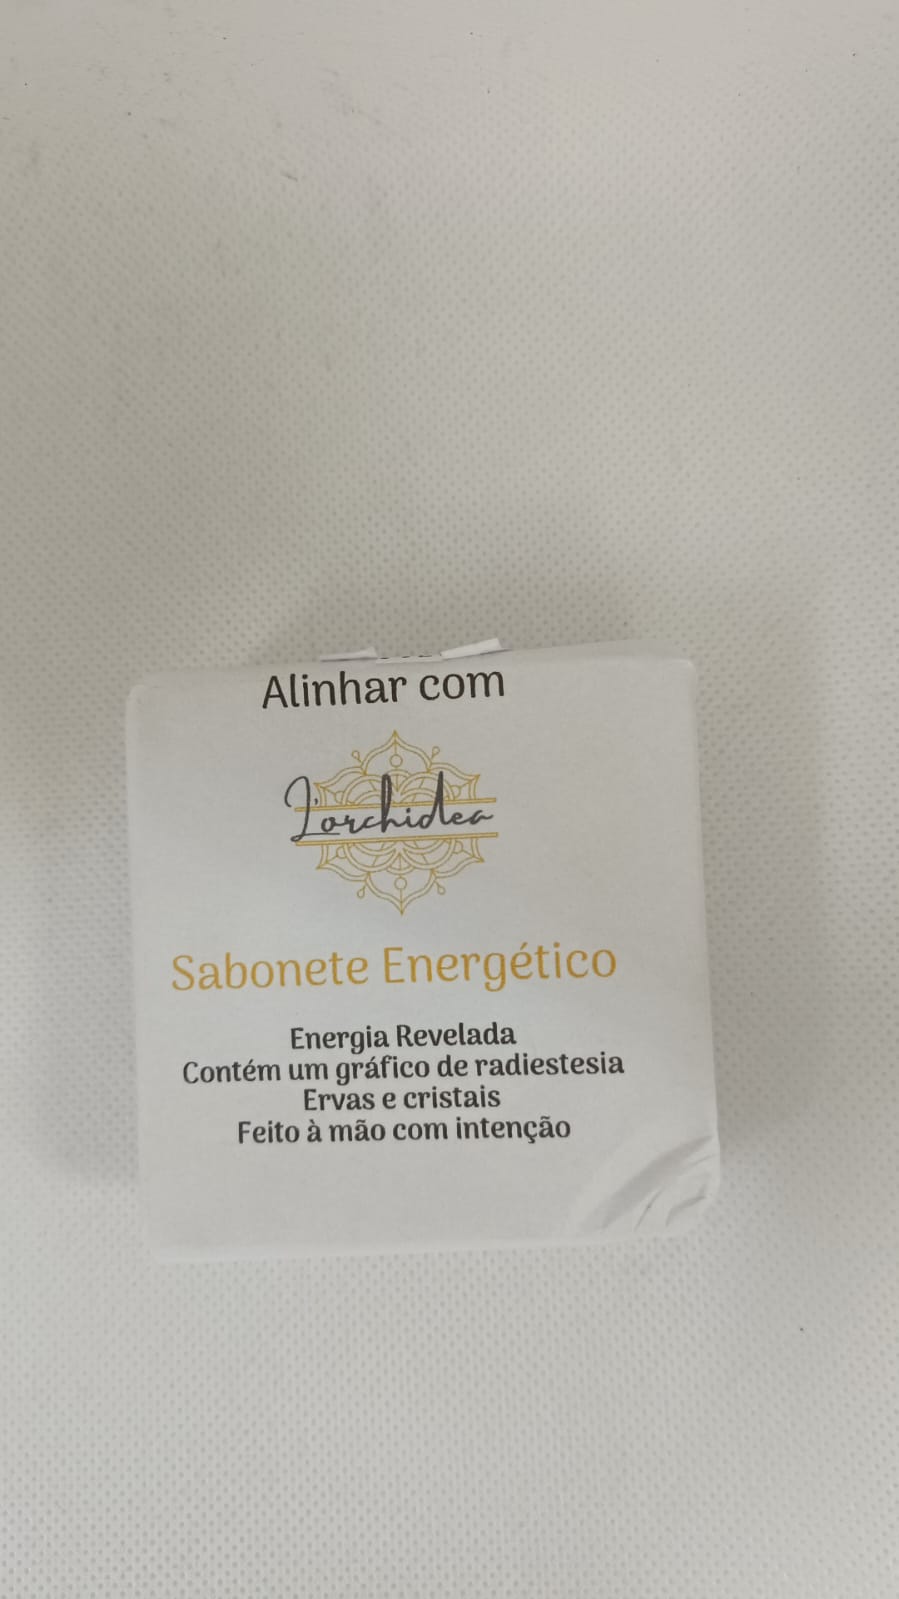 Alinhar com
L'orchidea
Sabonete Energético
Energia Revelada
Contém um gráfico de radiestesia
Ervas e cristais
Feito à mão com intenção